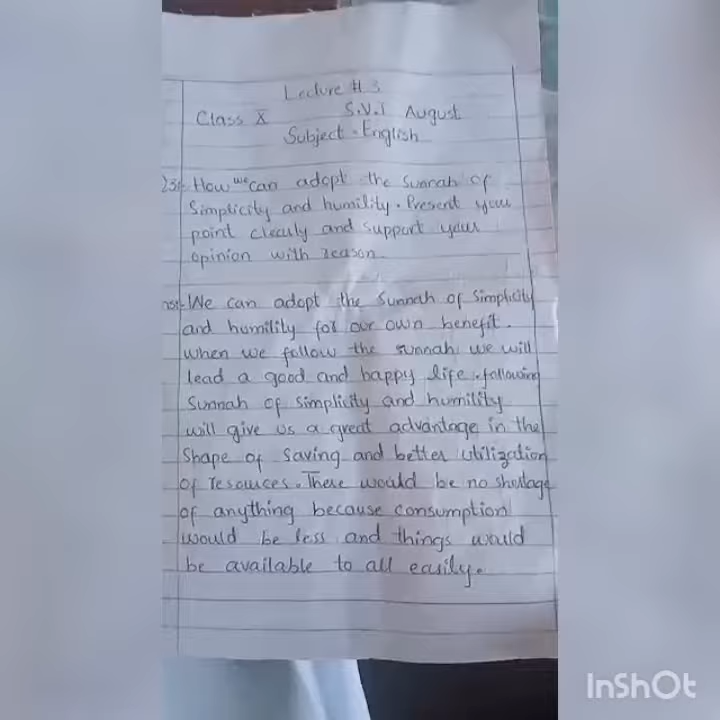 Lecture # 3
Class X S.V.1 August
Subject - English
How we can adopt the Sunnah of
Simplicity and humility. Present your
point clearly and support your
opinion with reason.
We can adopt the Sunnah of Simplicity
and humility for our own benefit.
when we follow the sunnah we will
lead a good and happy life. following
Sunnah of simplicity and humility
will give us a great advantage in the
Shape of Saving and better utilization
of resources. There would be no shortage
of anything because consumption
would be less and things would
be available to all easily.
InShOt